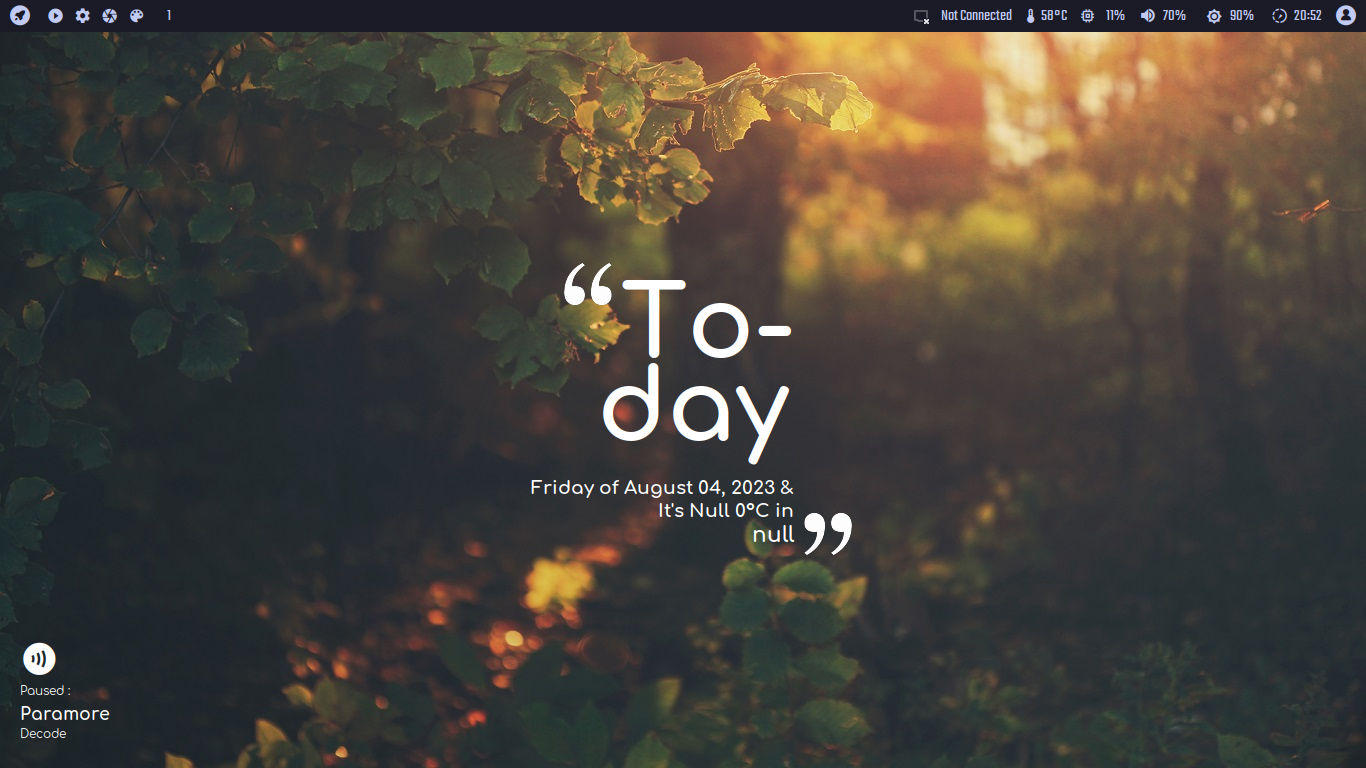 1
Not Connected 58°C 11% 70% 90% 20:52
“To-
day
Friday of August 04, 2023 &
It's Null 0°C in
null”
Paused :
Paramore
Decode